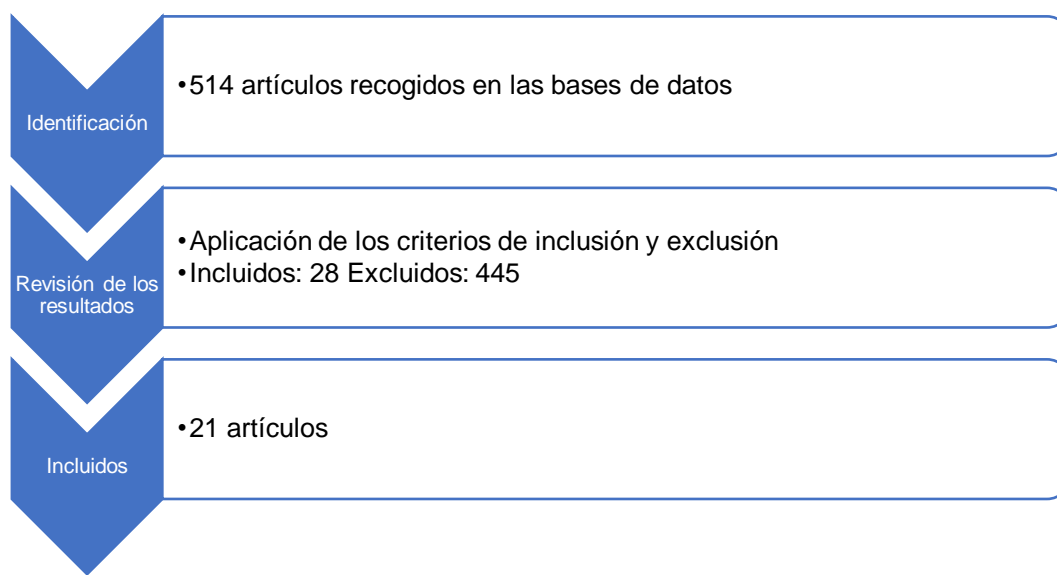 Identificación
•514 artículos recogidos en las bases de datos
Revisión de los
resultados
•Aplicación de los criterios de inclusión y exclusión
•Incluidos: 28 Excluidos: 445
Incluidos
•21 artículos